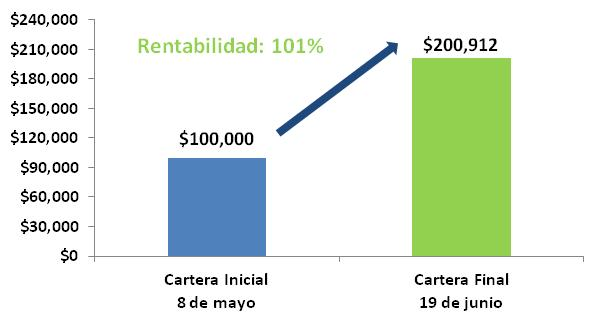 $240,000
$210,000
$180,000
$150,000
$120,000
$90,000
$60,000
$30,000
$0
Rentabilidad: 101%
$100,000
$200,912
Cartera Inicial
8 de mayo
Cartera Final
19 de junio